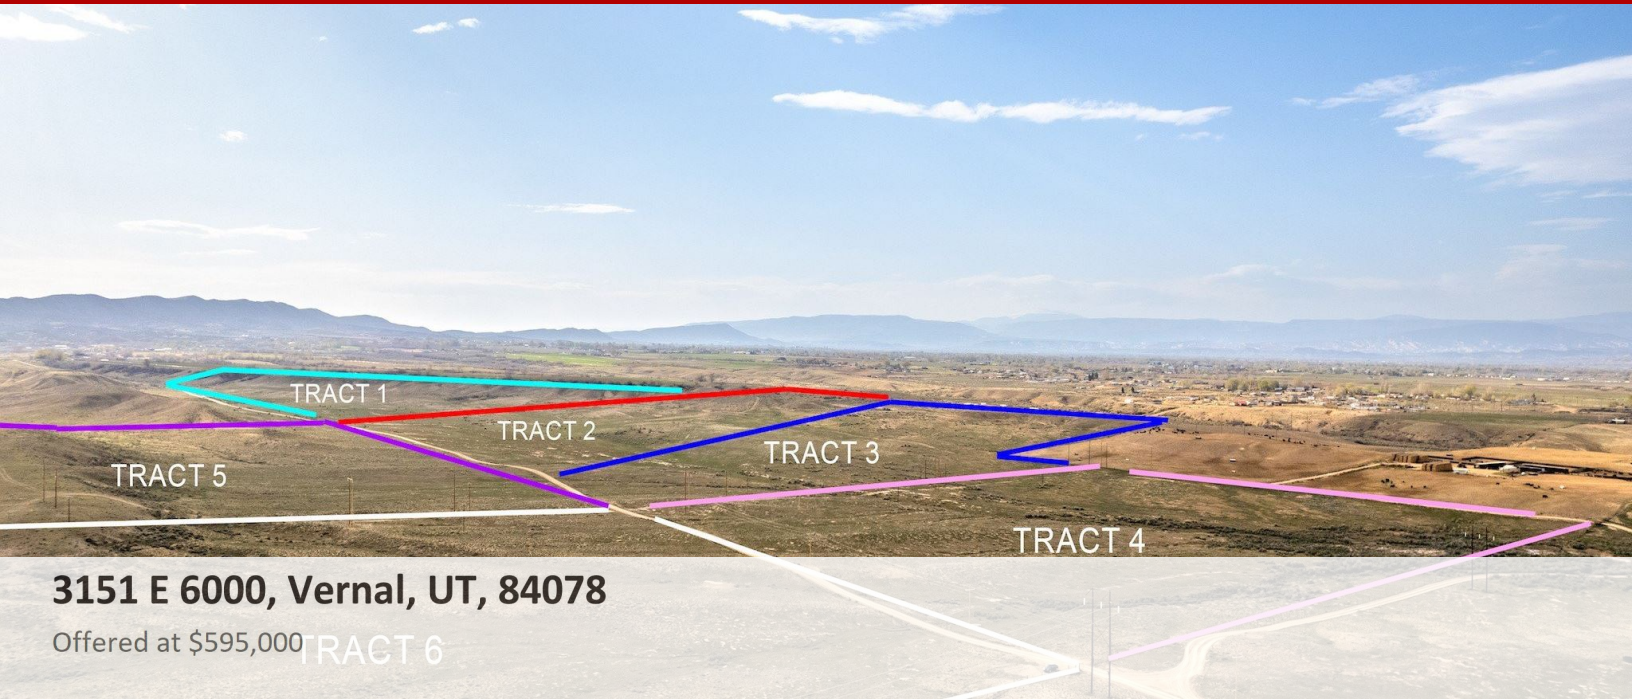 TRACT 1
TRACT 2
TRACT 3
TRACT 5
TRACT 4
3151 E 6000, Vernal, UT, 84078
Offered at $595,000
TRACT 6